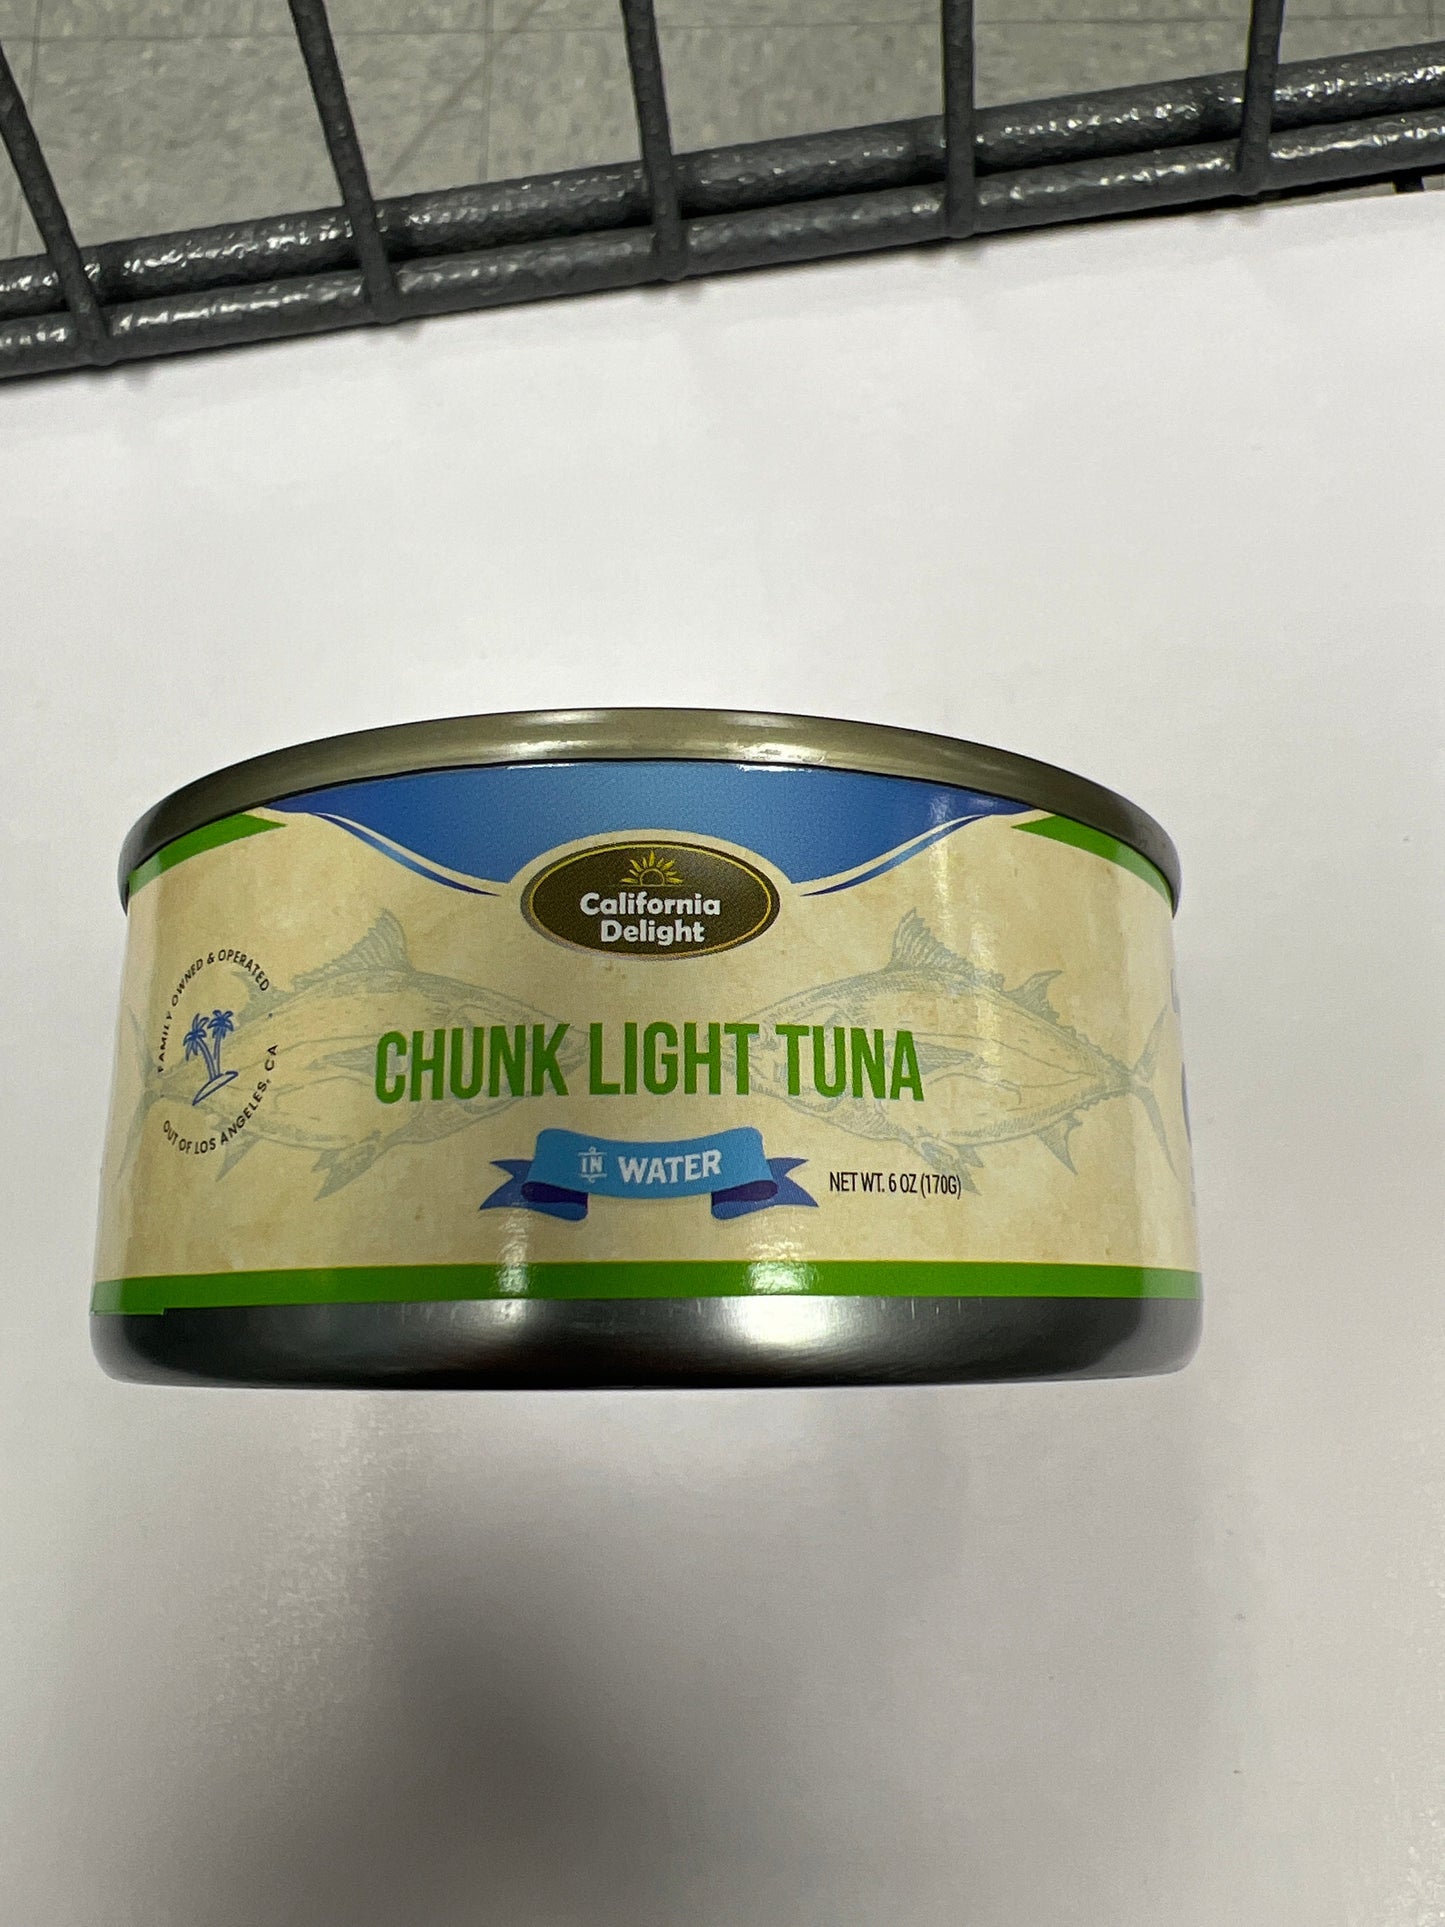 California
Delight
FAMILY OWNED & OPERATED
OUT OF LOS ANGELES, CA
CHUNK LIGHT TUNA
IN WATER
NET WT. 6 OZ (170G)